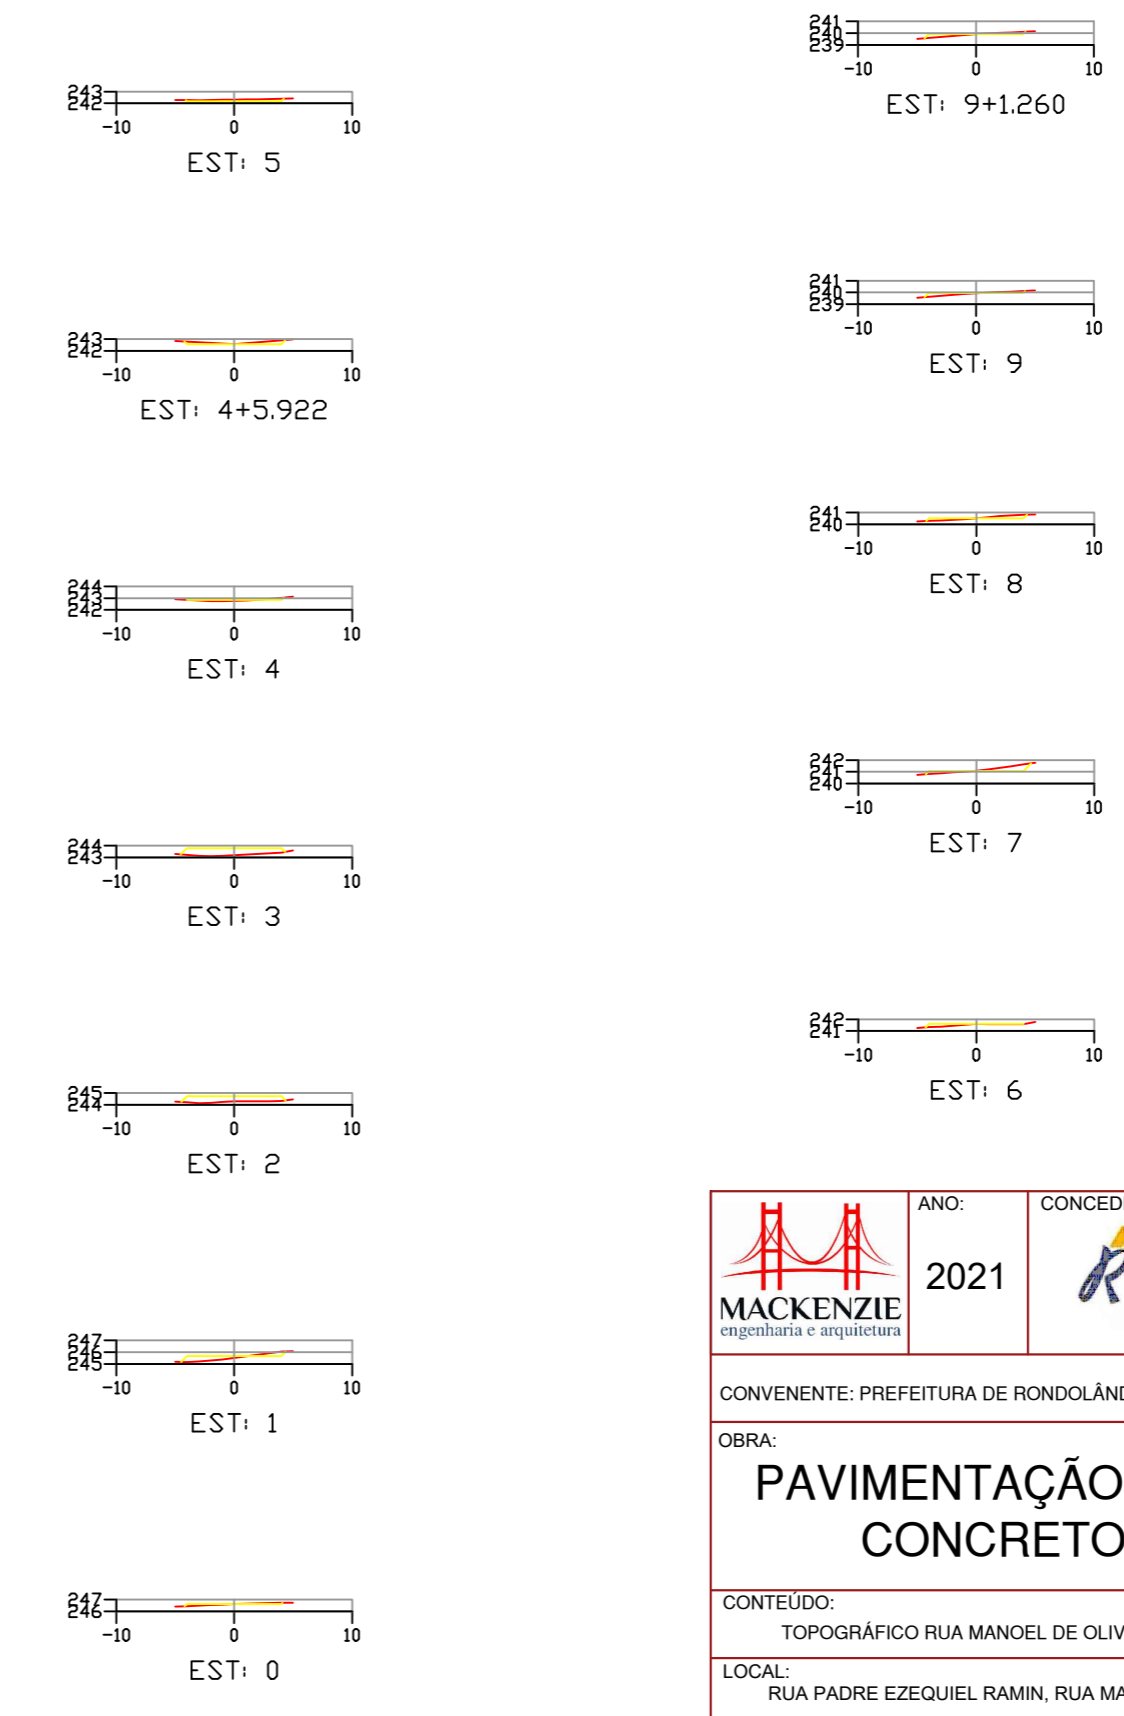 243
242
-10 0 10
EST: 5
243
242
-10 0 10
EST: 4+5.922
244
243
242
-10 0 10
EST: 4
244
243
-10 0 10
EST: 3
245
244
-10 0 10
EST: 2
247
246
245
-10 0 10
EST: 1
247
246
-10 0 10
EST: 0
241
240
239
-10 0 10
EST: 9+1.260
241
240
239
-10 0 10
EST: 9
241
240
-10 0 10
EST: 8
242
241
240
-10 0 10
EST: 7
242
241
-10 0 10
EST: 6
MACKENZIE
engenharia e arquitetura
ANO:
2021
CONCED
CONVENENTE: PREFEITURA DE RONDOLÂND
OBRA:
PAVIMENTAÇÃO
CONCRETO
CONTEÚDO:
TOPOGRÁFICO RUA MANOEL DE OLIV
LOCAL:
RUA PADRE EZEQUIEL RAMIN, RUA MA